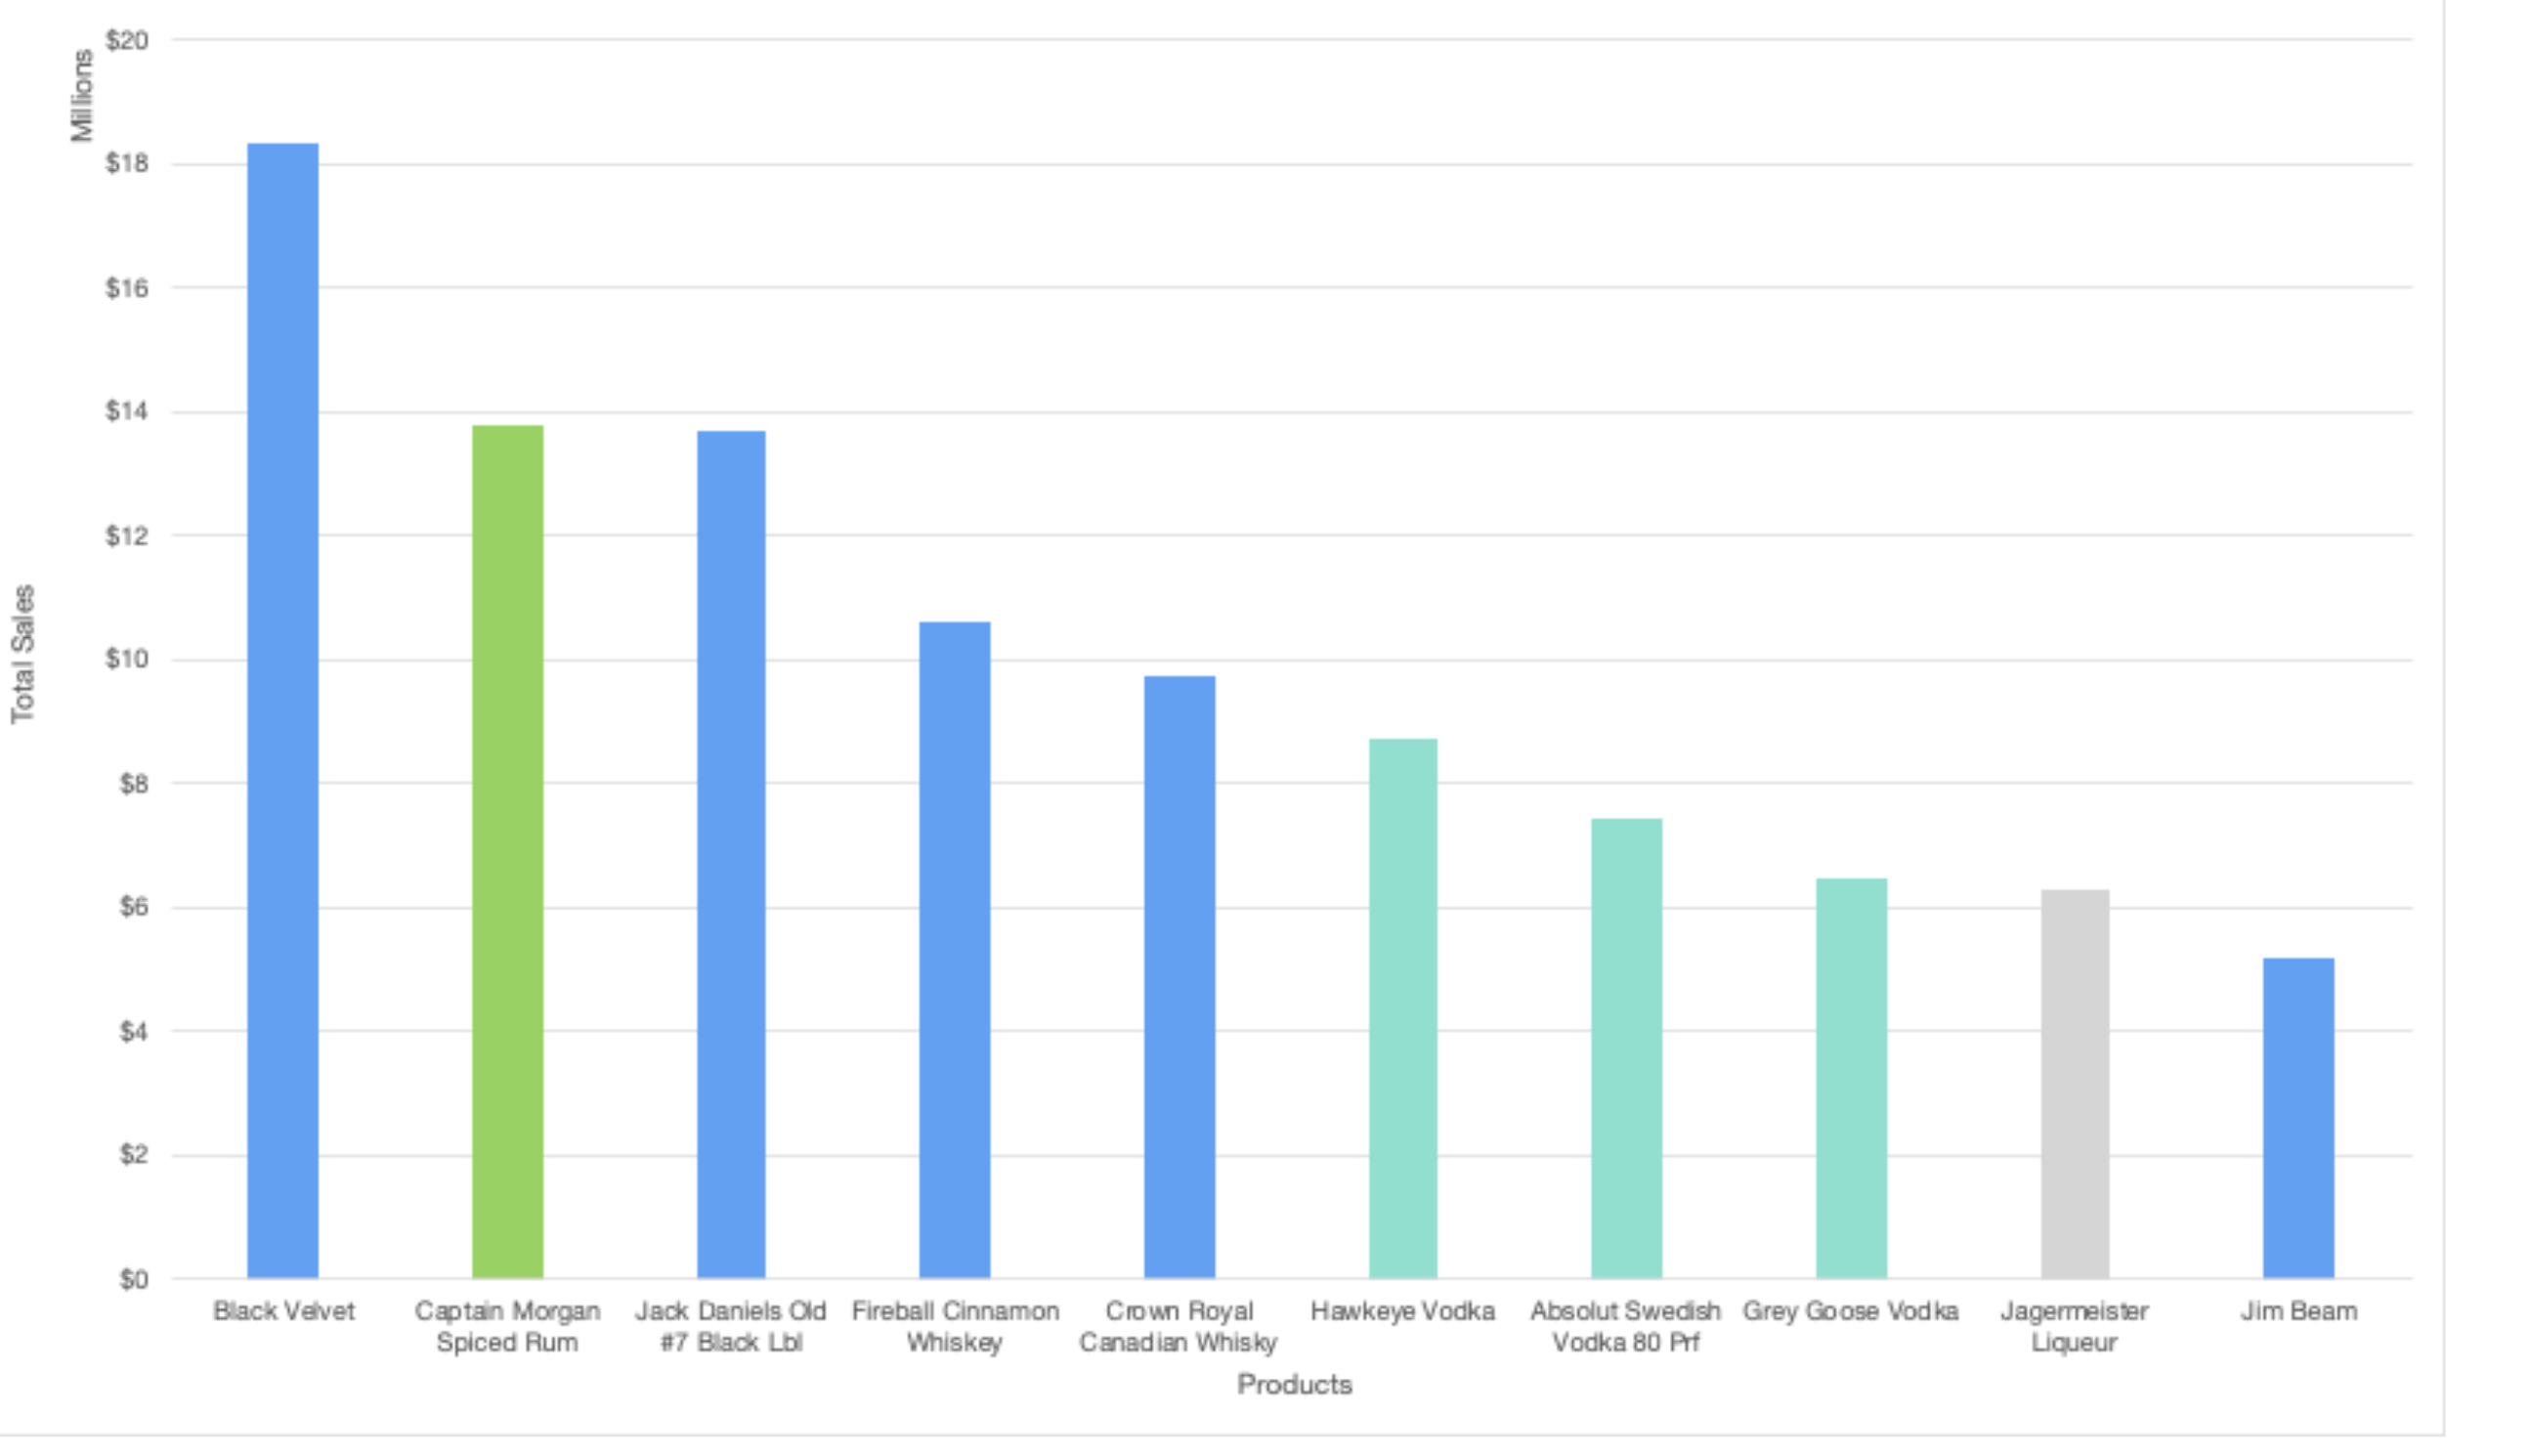 Millions
$20
$18
$16
$14
$12
$10
$8
$6
$4
$2
$0
Total Sales
Black Velvet
Captain Morgan
Spiced Rum
Jack Daniels Old
#7 Black Lbl
Fireball Cinnamon
Whiskey
Crown Royal
Canadian Whisky
Hawkeye Vodka
Absolut Swedish
Vodka 80 Prf
Grey Goose Vodka
Jagermeister
Liqueur
Jim Beam
Products